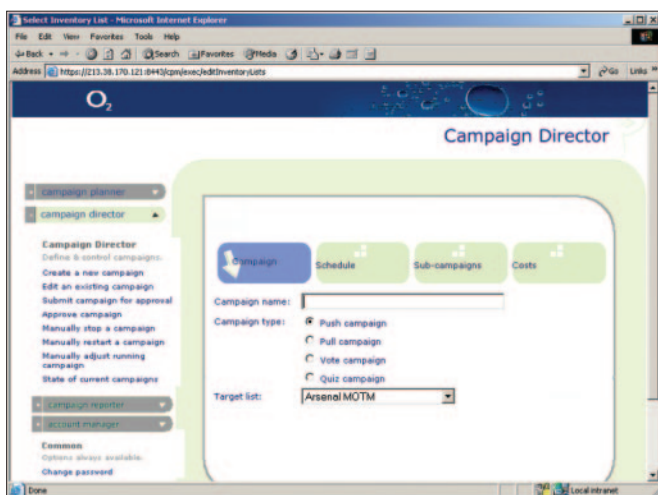 Select Inventory List - Microsoft Internet Explorer
File Edit View Favorites Tools Help
Back Search Favorites Media
Address https://213.38.170.121:8443/cpm/exec/editInventoryLists Go Links »
O2
Campaign Director
campaign planner
campaign director
Campaign Director
Define & control campaigns.
Create a new campaign
Edit an existing campaign
Submit campaign for approval
Approve campaign
Manually stop a campaign
Manually restart a campaign
Manually adjust running
campaign
State of current campaigns
campaign reporter
account manager
Common
Options always available.
Change password
Campaign Schedule Sub-campaigns Costs
Campaign name:
Campaign type: Push campaign
Pull campaign
Vote campaign
Quiz campaign
Target list: Arsenal MOTM
Done Local intranet